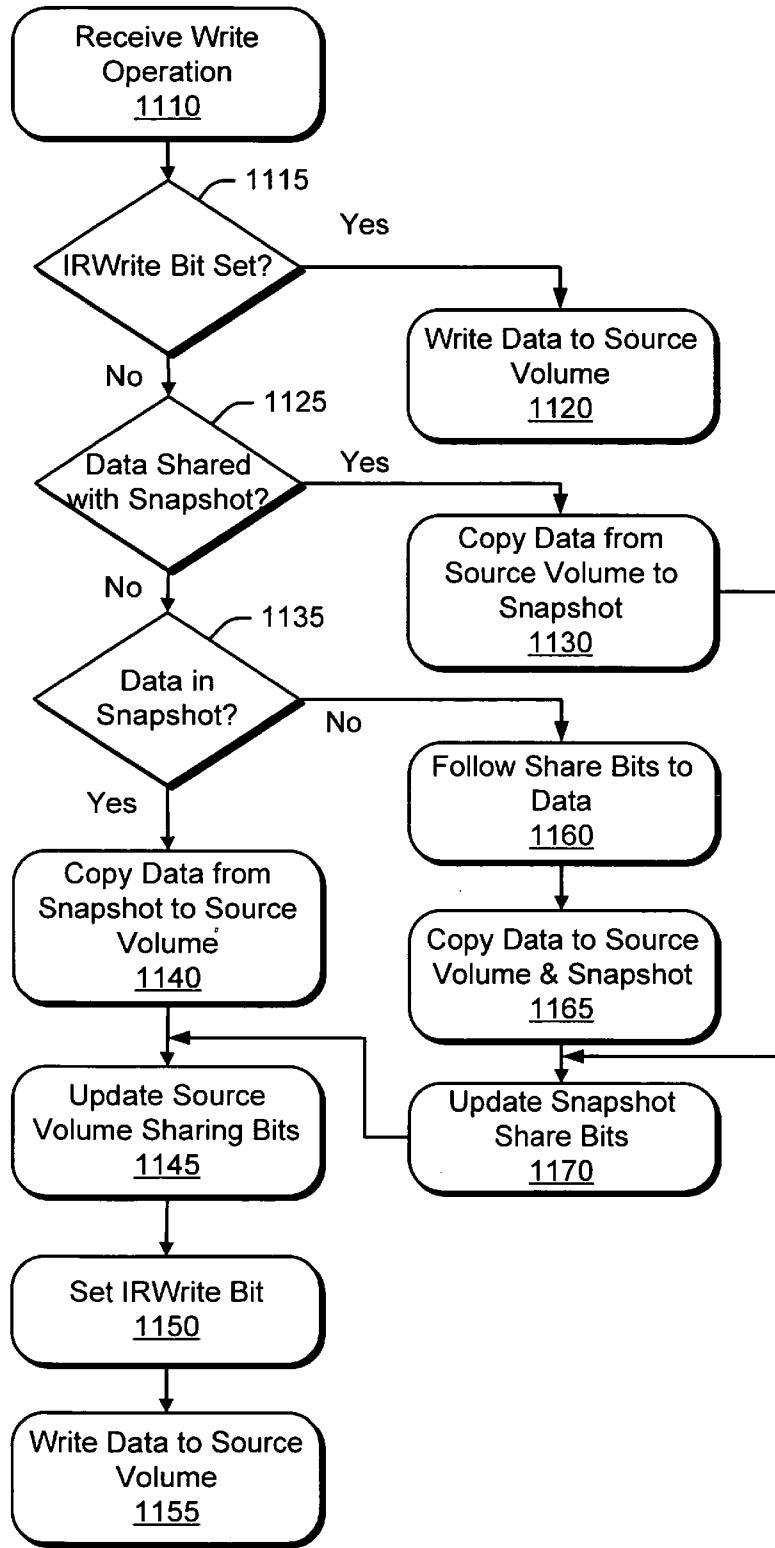 Receive Write
Operation
1110
1115
IRWrite Bit Set?
Yes
Write Data to Source
Volume
1120
No
1125
Data Shared
with Snapshot?
Yes
Copy Data from
Source Volume to
Snapshot
1130
No
1135
Data in
Snapshot?
No
Follow Share Bits to
Data
1160
Yes
Copy Data from
Snapshot to Source
Volume
1140
Copy Data to Source
Volume & Snapshot
1165
Update Source
Volume Sharing Bits
1145
Update Snapshot
Share Bits
1170
Set IRWrite Bit
1150
Write Data to Source
Volume
1155